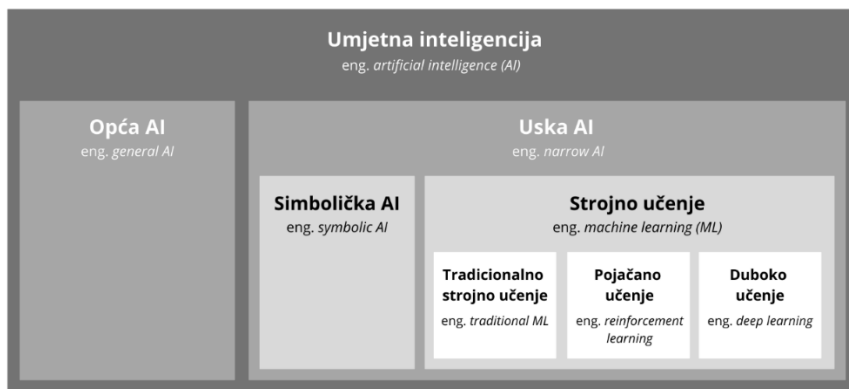 Umjetna inteligencija
eng. artificial intelligence (AI)
Opća AI
eng. general AI
Uska AI
eng. narrow AI
Simbolička AI
eng. symbolic AI
Strojno učenje
eng. machine learning (ML)
Tradicionalno
strojno učenje
eng. traditional ML
Pojačano
učenje
eng. reinforcement
learning
Duboko
učenje
eng. deep learning